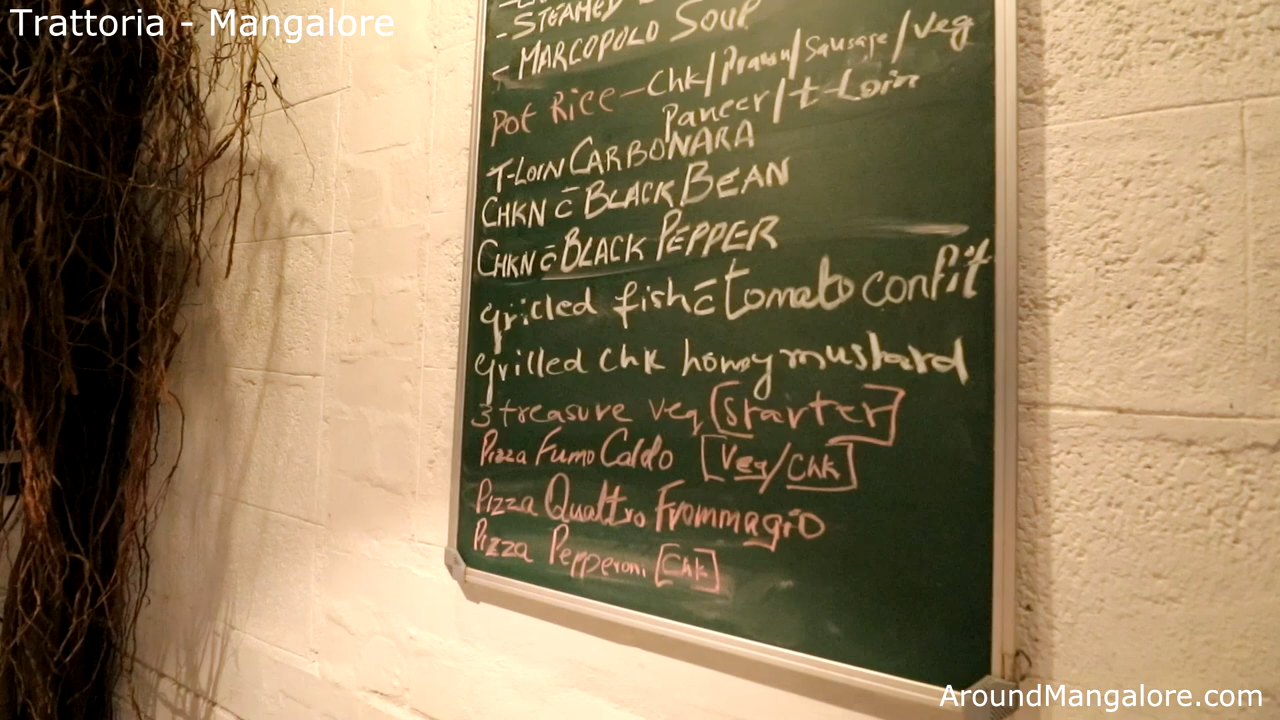 Trattoria - Mangalore
- STEAMED
- MARCOPOLO SOUP
Pot Rice - Chk/Prawn/Sausage/Veg
Paneer/t-Loin
T-LOIN CARBONARA
CHKN c̄ BLACK BEAN
CHKN c̄ BLACK PEPPER
grilled fish c̄ tomato confit
grilled chk honey mustard
3 treasure veg [Starter]
Pizza Fumo Caldo [Veg/Chk]
Pizza Quattro Frommagio
Pizza Pepperoni [Chk]
AroundMangalore.com